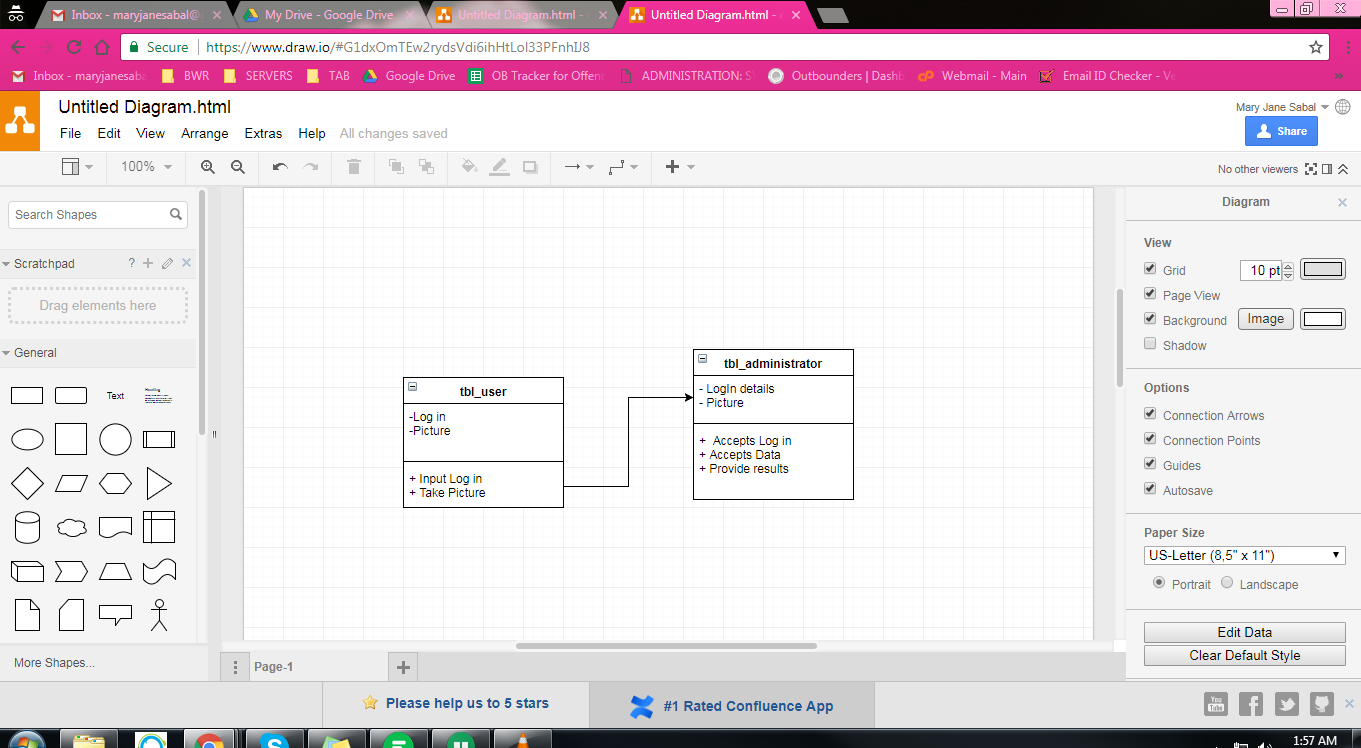 Inbox - maryjanesabal@
My Drive - Google Drive
Untitled Diagram.html -
Untitled Diagram.html -
Secure
https://www.draw.io/#G1dxOmTEw2rydsVdi6ihHtLol33PFnhIJ8
Inbox - maryjanesaba
BWR
SERVERS
TAB
Google Drive
OB Tracker for Offen
ADMINISTRATION:
Outbounders | Dashb
Webmail - Main
Email ID Checker - Ve
Untitled Diagram.html
File Edit View Arrange Extras Help All changes saved
Mary Jane Sabal
Share
100%
No other viewers
Search Shapes
Scratchpad
?
Drag elements here
General
Text
Heading
More Shapes...
tbl_user
-Log in
-Picture
+ Input Log in
+ Take Picture
tbl_administrator
- LogIn details
- Picture
+ Accepts Log in
+ Accepts Data
+ Provide results
Diagram
View
Grid
10 pt
Page View
Background
Image
Shadow
Options
Connection Arrows
Connection Points
Guides
Autosave
Paper Size
US-Letter (8,5" x 11")
Portrait
Landscape
Edit Data
Clear Default Style
Page-1
Please help us to 5 stars
#1 Rated Confluence App
You
Tube
1:57 AM